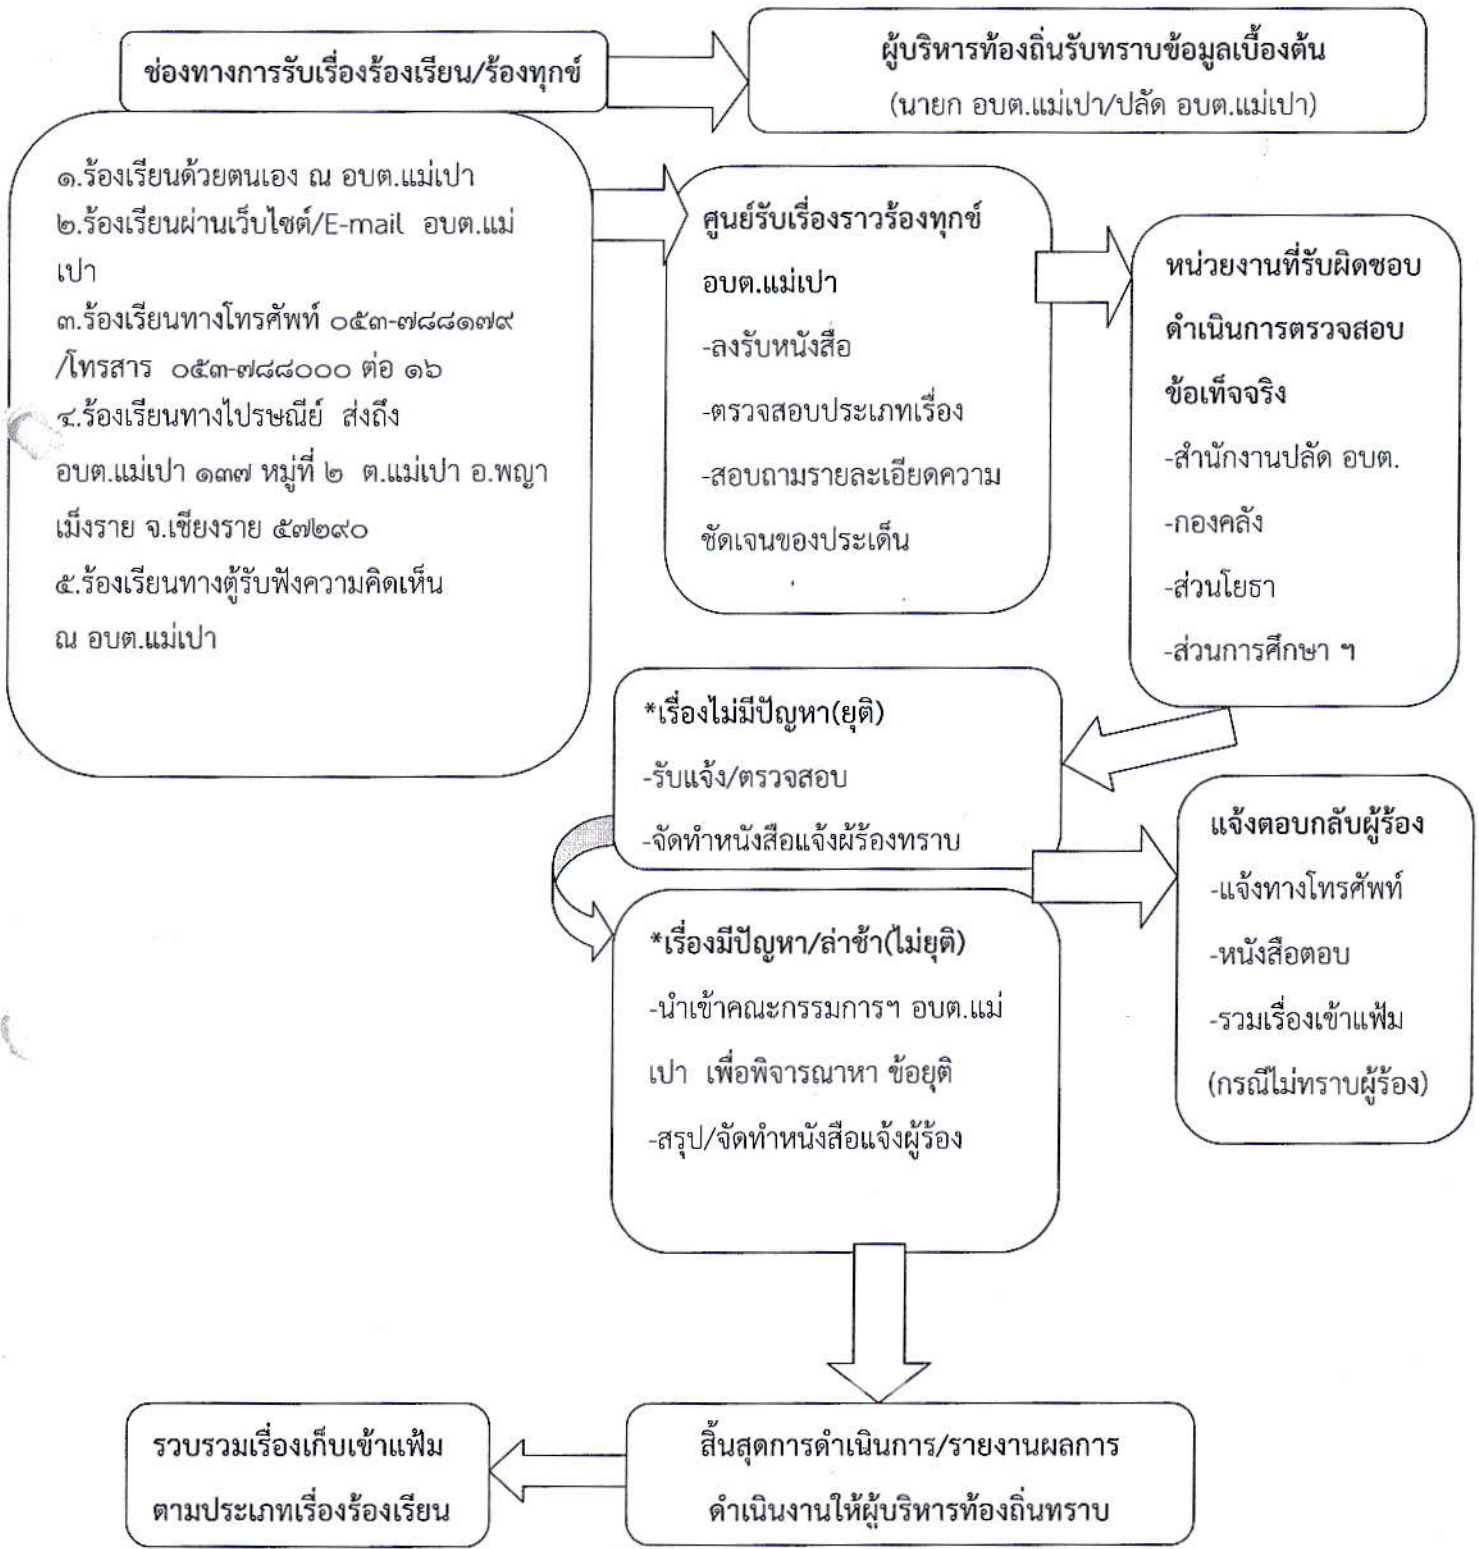 ช่องทางการรับเรื่องร้องเรียน/ร้องทุกข์
ผู้บริหารท้องถิ่นรับทราบข้อมูลเบื้องต้น
(นายก อบต.แม่เปา/ปลัด อบต.แม่เปา)
๑.ร้องเรียนด้วยตนเอง ณ อบต.แม่เปา
๒.ร้องเรียนผ่านเว็บไซต์/E-mail อบต.แม่
เปา
๓.ร้องเรียนทางโทรศัพท์ ๐๕๓-๗๘๘๑๗๙
/โทรสาร ๐๕๓-๗๘๘๐๐๐ ต่อ ๑๖
๔.ร้องเรียนทางไปรษณีย์ ส่งถึง
อบต.แม่เปา ๑๓๗ หมู่ที่ ๒ ต.แม่เปา อ.พญา
เม็งราย จ.เชียงราย ๕๗๒๙๐
๕.ร้องเรียนทางตู้รับฟังความคิดเห็น
ณ อบต.แม่เปา
ศูนย์รับเรื่องราวร้องทุกข์
อบต.แม่เปา
-ลงรับหนังสือ
-ตรวจสอบประเภทเรื่อง
-สอบถามรายละเอียดความ
ชัดเจนของประเด็น
หน่วยงานที่รับผิดชอบ
ดำเนินการตรวจสอบ
ข้อเท็จจริง
-สำนักงานปลัด อบต.
-กองคลัง
-ส่วนโยธา
-ส่วนการศึกษา ฯ
*เรื่องไม่มีปัญหา(ยุติ)
-รับแจ้ง/ตรวจสอบ
-จัดทำหนังสือแจ้งผู้ร้องทราบ
*เรื่องมีปัญหา/ล่าช้า(ไม่ยุติ)
-นำเข้าคณะกรรมการฯ อบต.แม่
เปา เพื่อพิจารณาหา ข้อยุติ
-สรุป/จัดทำหนังสือแจ้งผู้ร้อง
แจ้งตอบกลับผู้ร้อง
-แจ้งทางโทรศัพท์
-หนังสือตอบ
-รวมเรื่องเข้าแฟ้ม
(กรณีไม่ทราบผู้ร้อง)
สิ้นสุดการดำเนินการ/รายงานผลการ
ดำเนินงานให้ผู้บริหารท้องถิ่นทราบ
รวบรวมเรื่องเก็บเข้าแฟ้ม
ตามประเภทเรื่องร้องเรียน